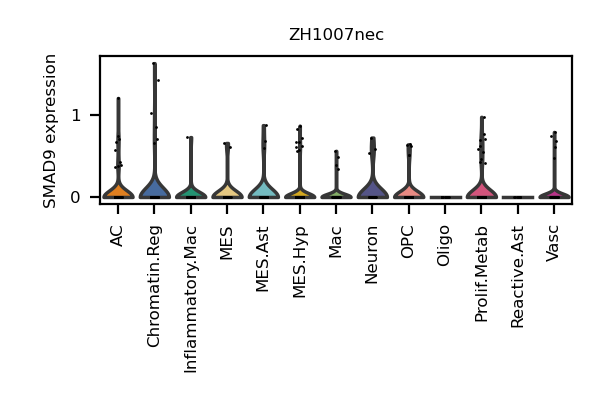 ZH1007nec
SMAD9 expression
1
0
AC
Chromatin.Reg
Inflammatory.Mac
MES
MES.Ast
MES.Hyp
Mac
Neuron
OPC
Oligo
Prolif.Metab
Reactive.Ast
Vasc